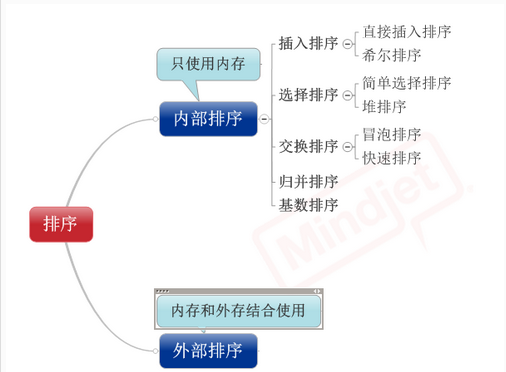 只使用内存
内部排序
插入排序
直接插入排序
希尔排序
选择排序
简单选择排序
堆排序
交换排序
冒泡排序
快速排序
归并排序
基数排序
排序
内存和外存结合使用
外部排序
Mindjet